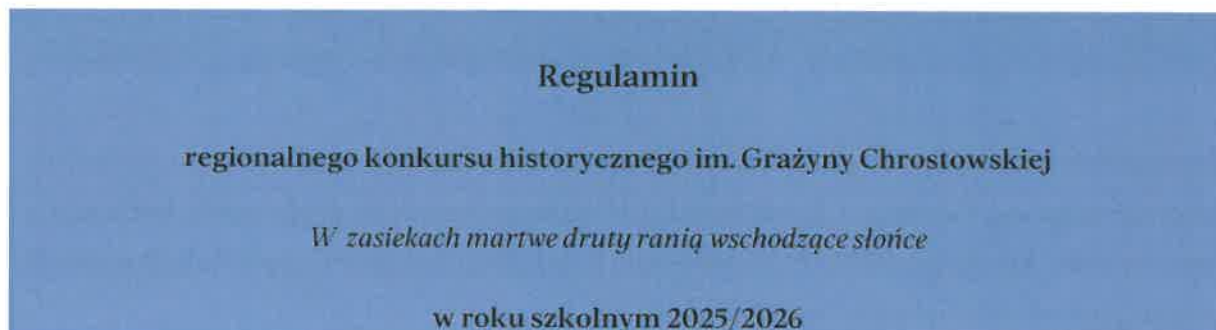 Regulamin
regionalnego konkursu historycznego im. Grażyny Chrostowskiej
W zasiekach martwe druty ranią wschodzące słońce
w roku szkolnym 2025/2026